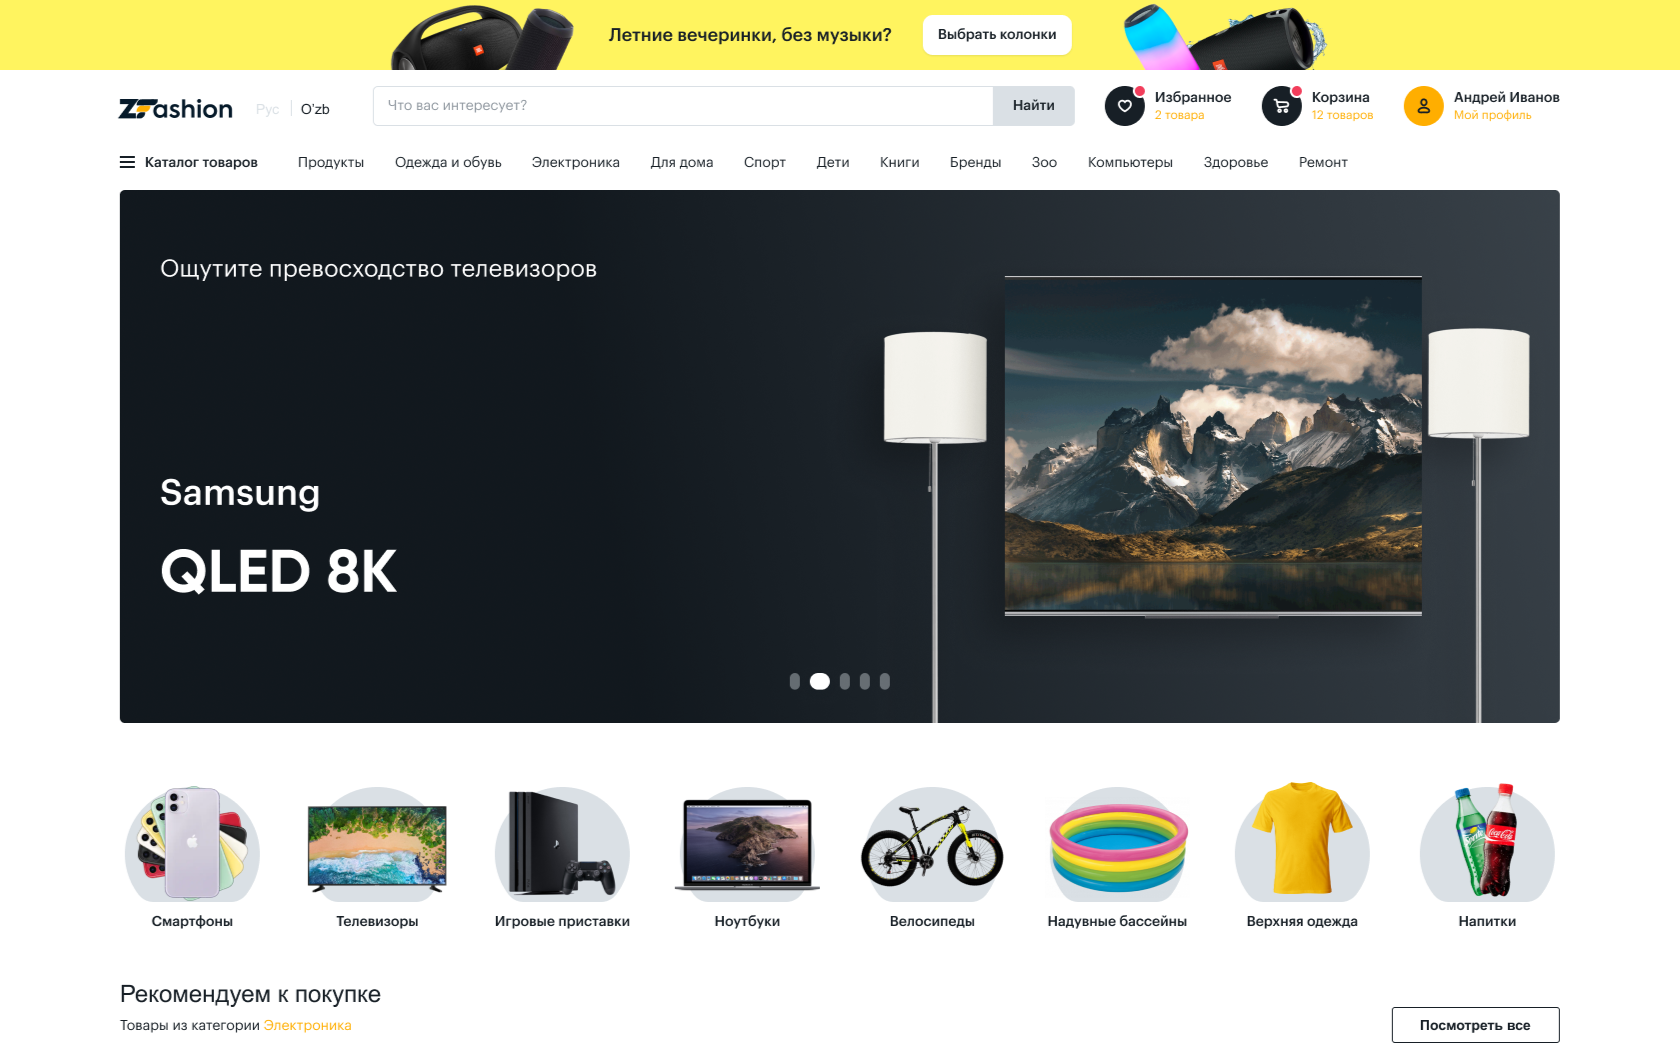 Летние вечеринки, без музыки?
Выбрать колонки
ZFashion
Рус
O'zb
Что вас интересует?
Найти
Избранное
2 товара
Корзина
12 товаров
Андрей Иванов
Мой профиль
Каталог товаров
Продукты
Одежда и обувь
Электроника
Для дома
Спорт
Дети
Книги
Бренды
Зоо
Компьютеры
Здоровье
Ремонт
Ощутите превосходство телевизоров
Samsung
QLED 8K
Sprite
Coca-Cola
Смартфоны
Телевизоры
Игровые приставки
Ноутбуки
Велосипеды
Надувные бассейны
Верхняя одежда
Напитки
Рекомендуем к покупке
Товары из категории Электроника
Посмотреть все